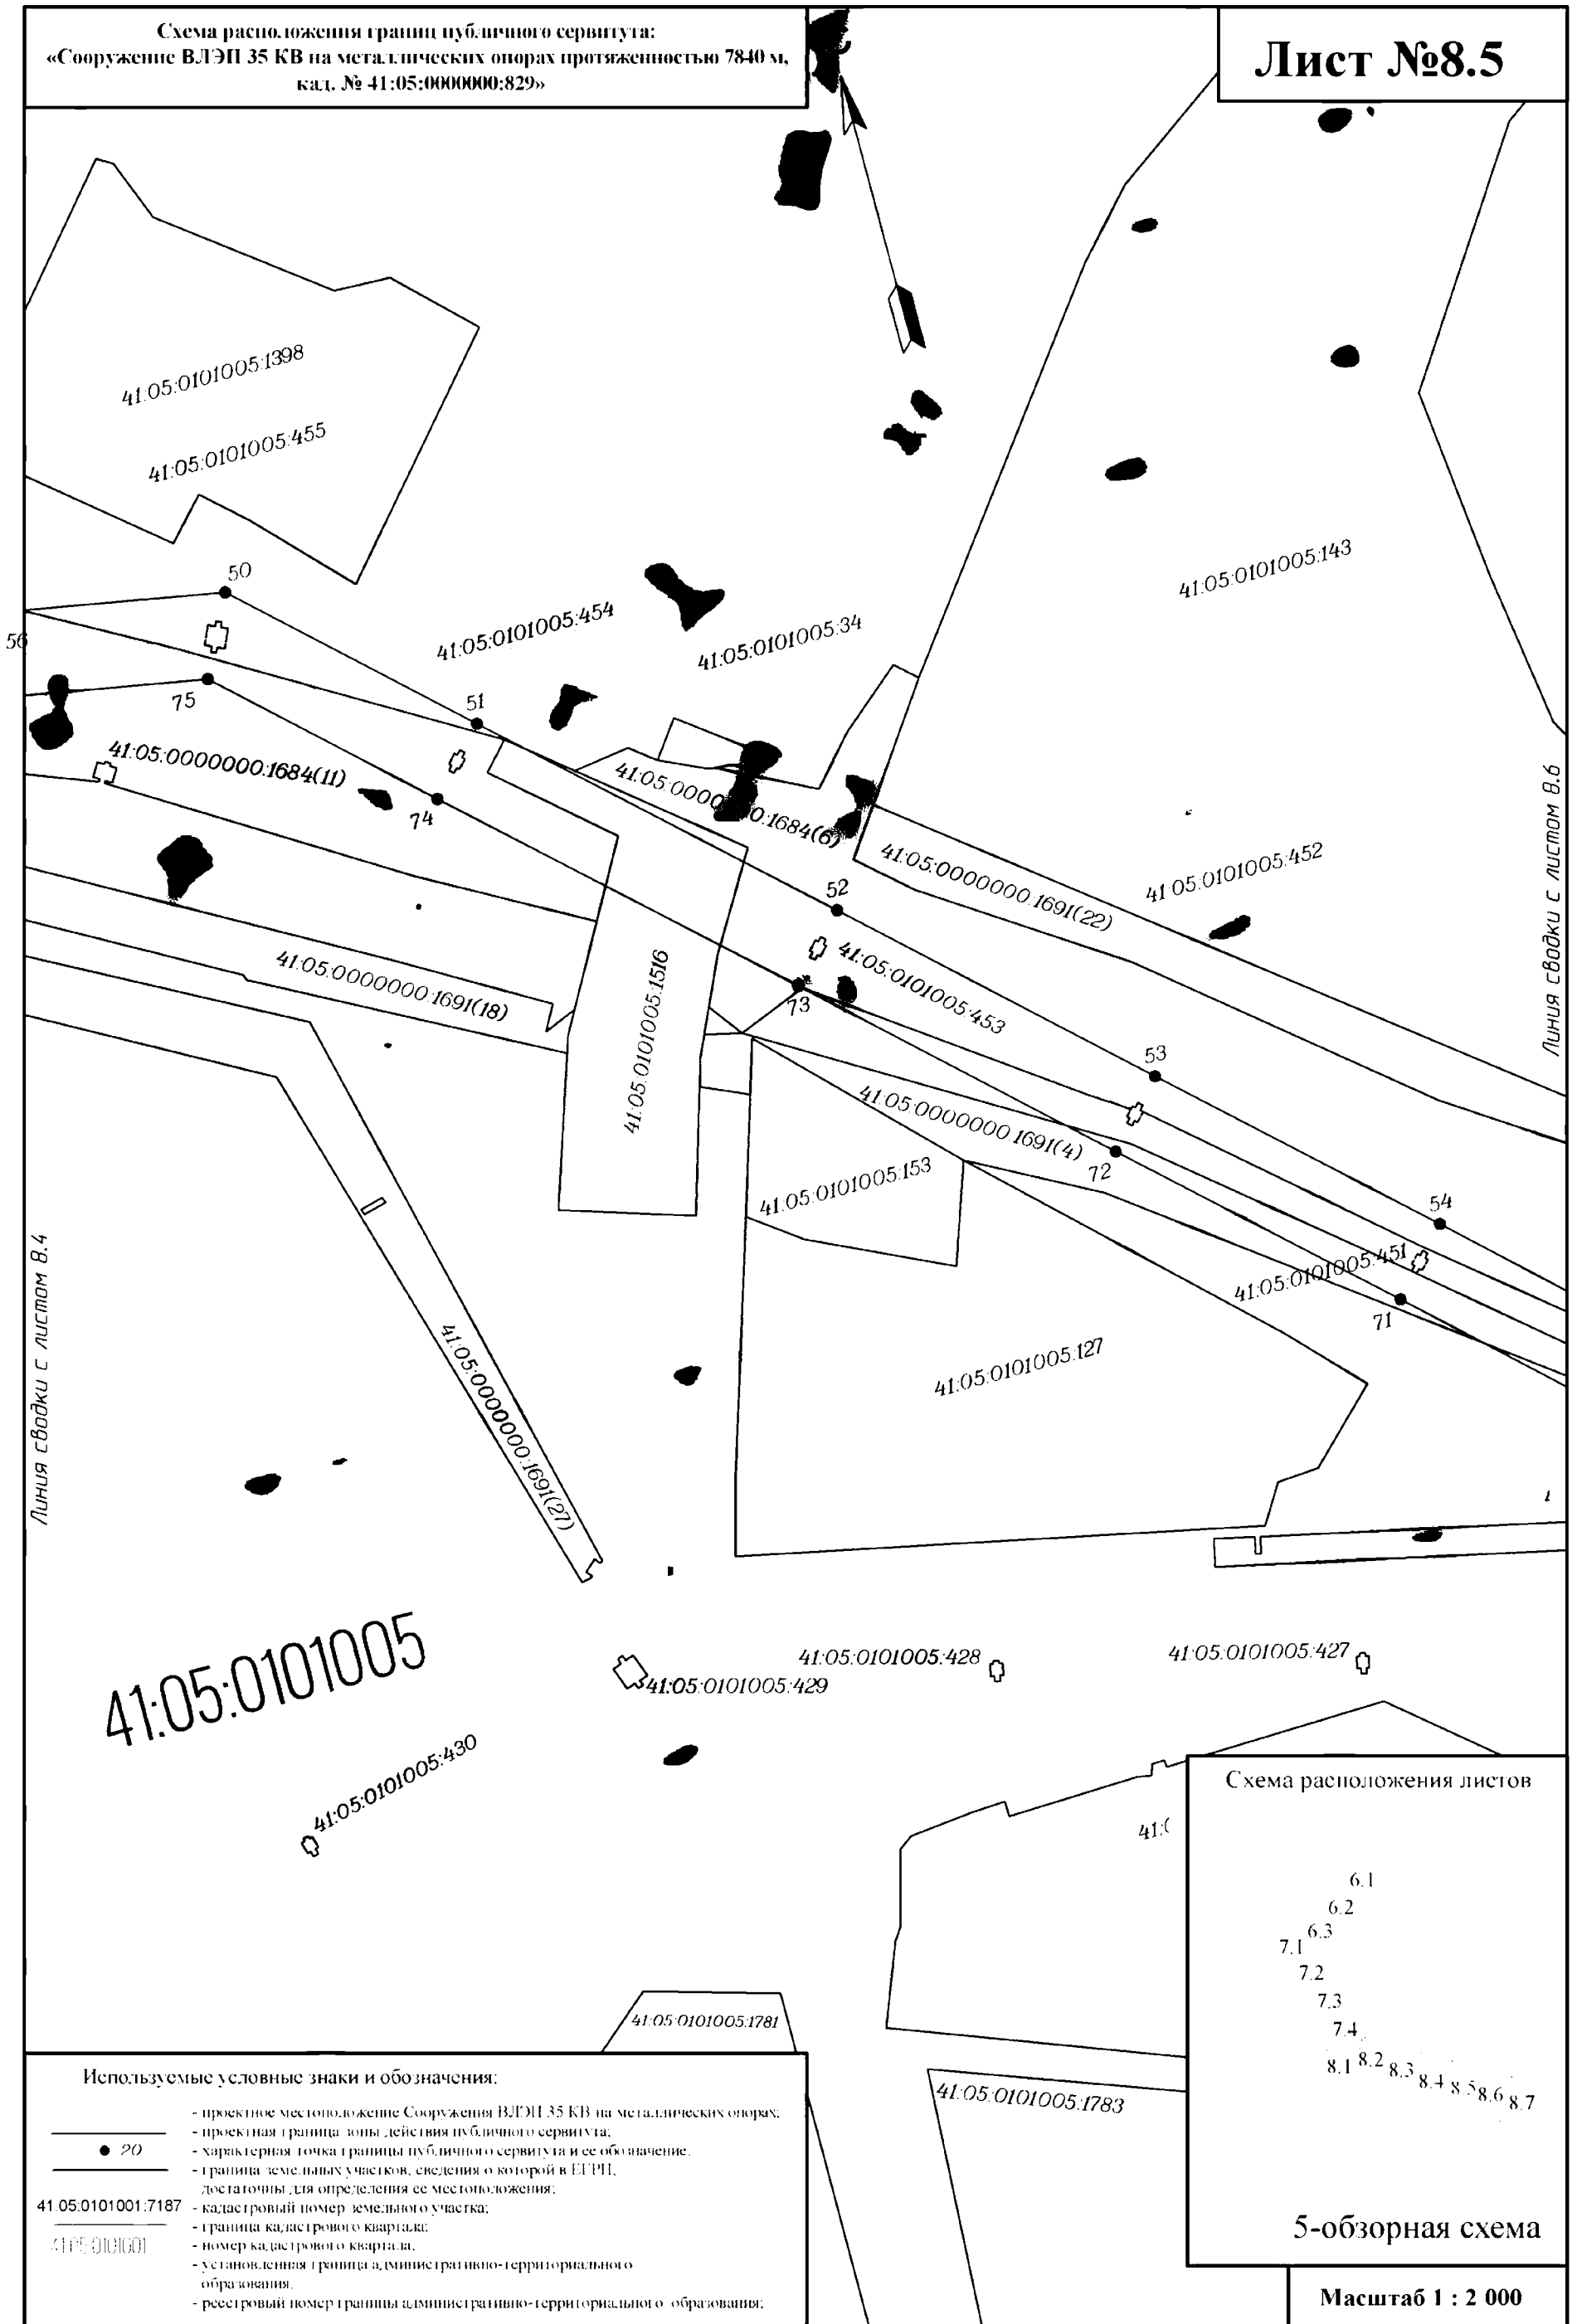 Схема расположения границ публичного сервитута:
«Сооружение ВЛЭП 35 КВ на металлических опорах протяженностью 7840 м,
кад. № 41:05:0000000:829»
Лист №8.5
41:05:0101005:1398
41:05:0101005:455
50
41:05:0101005:454
41:05:0101005:34
41:05:0101005:143
56
75
51
41:05:0000000:1684(11)
74
41:05:0101005:452
52
41:05:0000000:1691(22)
Линия сводки с листом 8.6
41:05:0000000:1691(18)
41:05:0101005:1516
73
41:05:0101005:453
53
41:05:0000000:1691(4)
72
41:05:0101005:153
54
41:05:0101005:451
71
Линия сводки с листом 8.4
41:05:0000000:1691(27)
41:05:0101005:127
41:05:0101005
41:05:0101005:428
41:05:0101005:427
41:05:0101005:429
41:05:0101005:430
41:05:0101005:1781
41:05:0101005:1783
Схема расположения листов
6.1
6.2
6.3
7.1
7.2
7.3
7.4
8.1 8.2 8.3 8.4 8.5 8.6 8.7
5-обзорная схема
Масштаб 1 : 2 000
Используемые условные знаки и обозначения:
- проектное местоположение Сооружения ВЛЭП 35 КВ на металлических опорах;
- проектная граница зоны действия публичного сервитута;
20 - характерная точка границы публичного сервитута и ее обозначение.
- граница земельных участков, сведения о которой в ЕГРН,
достаточны для определения ее местоположения;
41:05:0101001:7187 - кадастровый номер земельного участка;
- граница кадастрового квартала;
41:05:0101001 - номер кадастрового квартала;
- установленная граница административно-территориального
образования.
- реестровый номер границы административно-территориального образования;